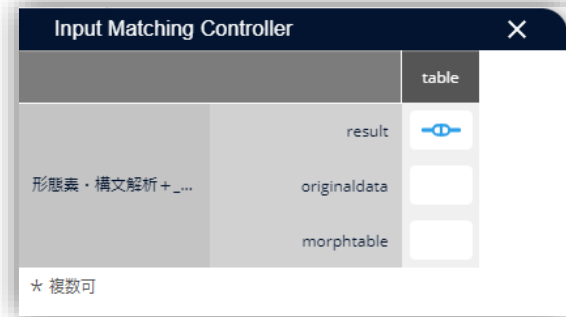 Input Matching Controller
table
result
形態素・構文解析+_...
originaldata
morphtable
* 複数可